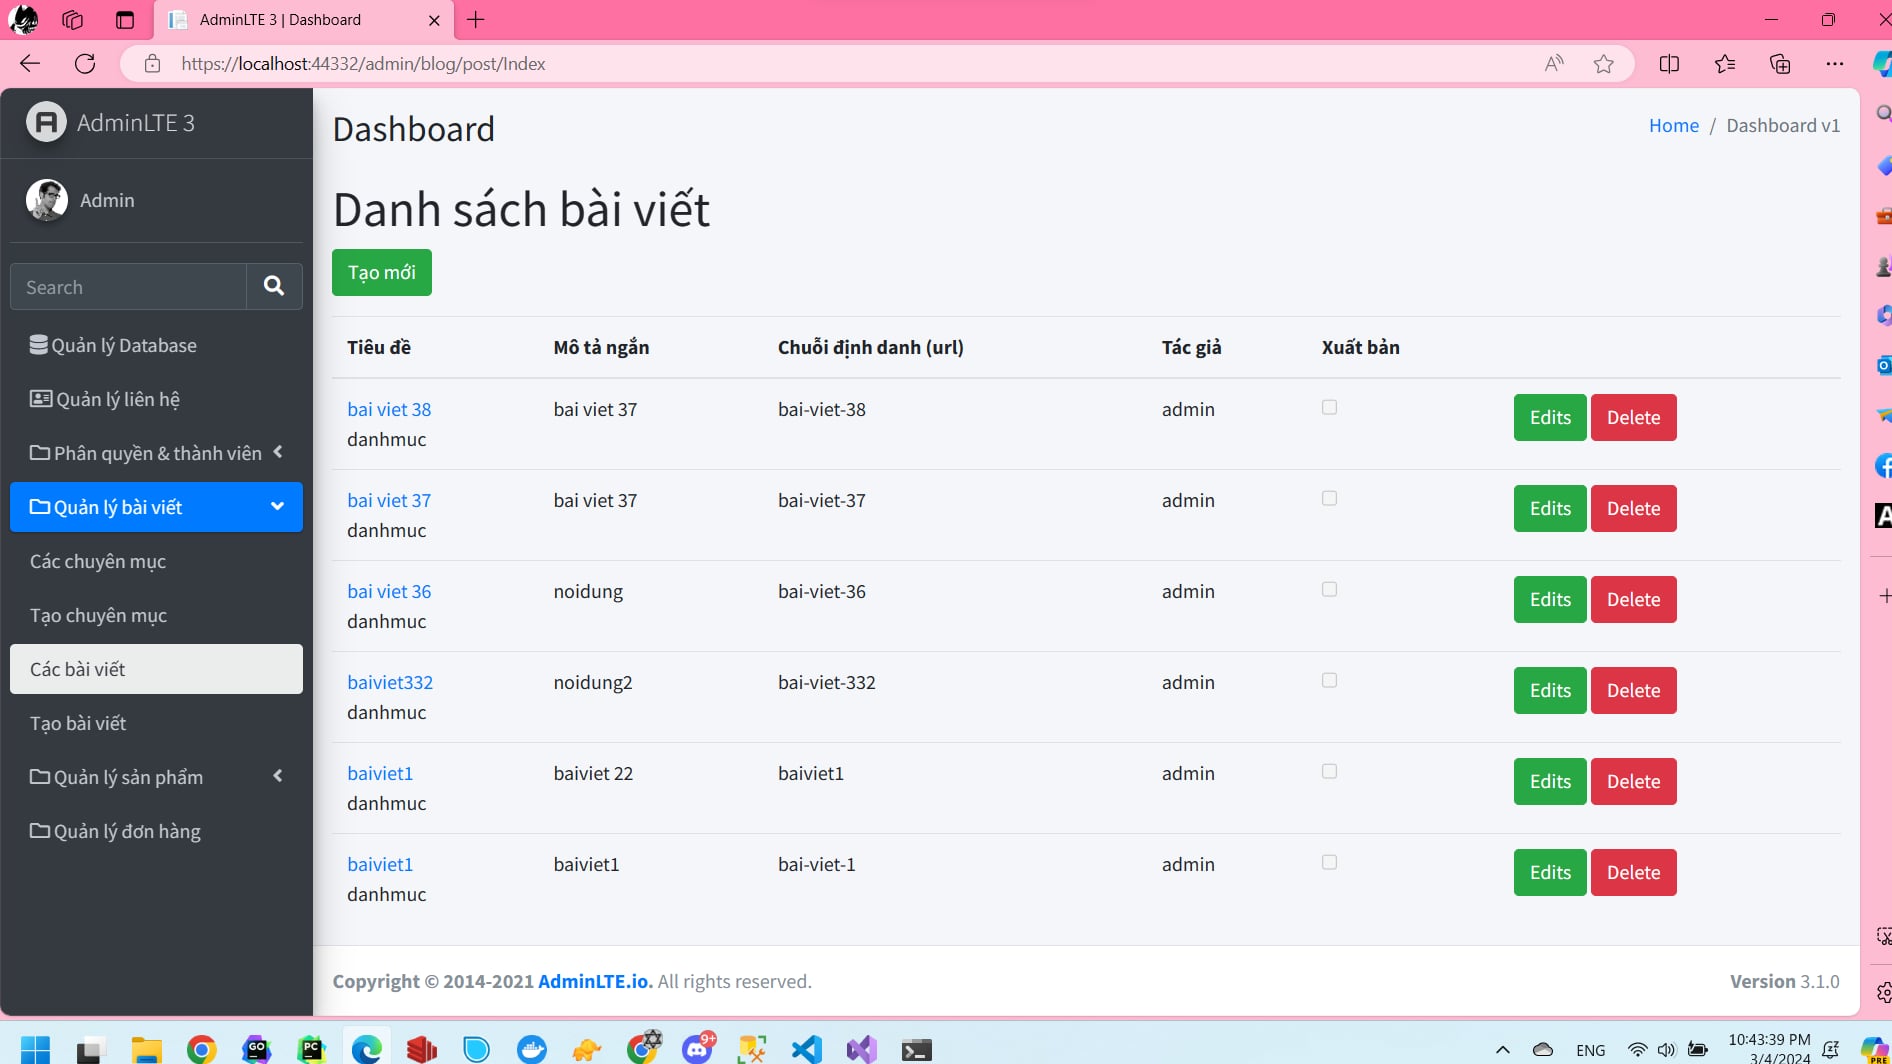 AdminLTE 3 | Dashboard
https://localhost:44332/admin/blog/post/Index
AdminLTE 3
Admin
Search
Quản lý Database
Quản lý liên hệ
Phân quyền & thành viên
Quản lý bài viết
Các chuyên mục
Tạo chuyên mục
Các bài viết
Tạo bài viết
Quản lý sản phẩm
Quản lý đơn hàng
Dashboard
Home / Dashboard v1
Danh sách bài viết
Tạo mới
Tiêu đề Mô tả ngắn Chuỗi định danh (url) Tác giả Xuất bản
bai viet 38 bai viet 37 bai-viet-38 admin Edits Delete
danhmuc
bai viet 37 bai viet 37 bai-viet-37 admin Edits Delete
danhmuc
bai viet 36 noidung bai-viet-36 admin Edits Delete
danhmuc
baiviet332 noidung2 bai-viet-332 admin Edits Delete
danhmuc
baiviet1 baiviet 22 baiviet1 admin Edits Delete
danhmuc
baiviet1 baiviet1 bai-viet-1 admin Edits Delete
danhmuc
Copyright © 2014-2021 AdminLTE.io. All rights reserved.
Version 3.1.0
GO
PC
9+
ENG
10:43:39 PM
3/4/2024
PRE